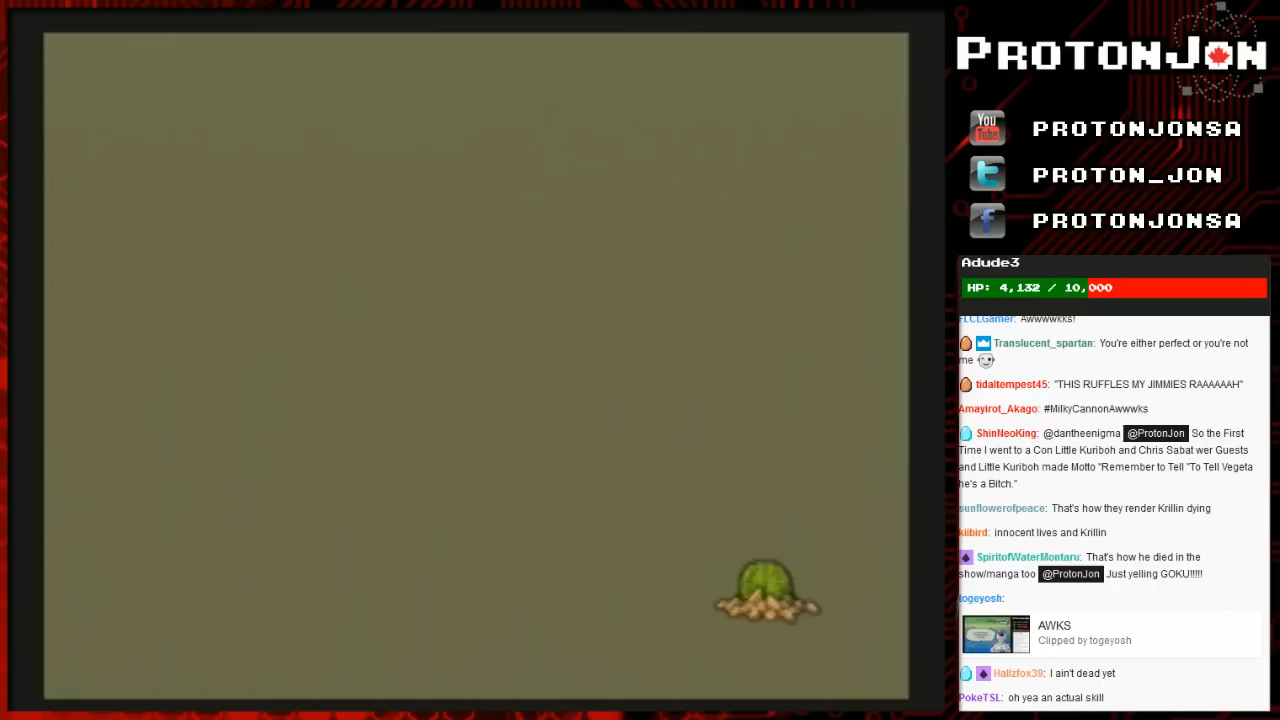 PROTONJON
You
Tube
PROTONJONSA
PROTON_JON
f
PROTONJONSA
Adude3
HP: 4,132 / 10,000
FLCLGamer: Awwwwkks!
Translucent_spartan: You're either perfect or you're not
me
tidaltempest45: "THIS RUFFLES MY JIMMIES RAAAAAAH"
Amayirot_Akago: #MilkyCannonAwwwks
ShinNeoKing: @dantheenigma @ProtonJon So the First
Time I went to a Con Little Kuriboh and Chris Sabat wer Guests
and Little Kuriboh made Motto "Remember to Tell "To Tell Vegeta
he's a Bitch."
sunflowerofpeace: That's how they render Krillin dying
kiibird: innocent lives and Krillin
SpiritofWaterMontaru: That's how he died in the
show/manga too @ProtonJon Just yelling GOKU!!!!!
togeyosh:
AWKS
Clipped by togeyosh
Hallzfox39: I ain't dead yet
PokeTSL: oh yea an actual skill